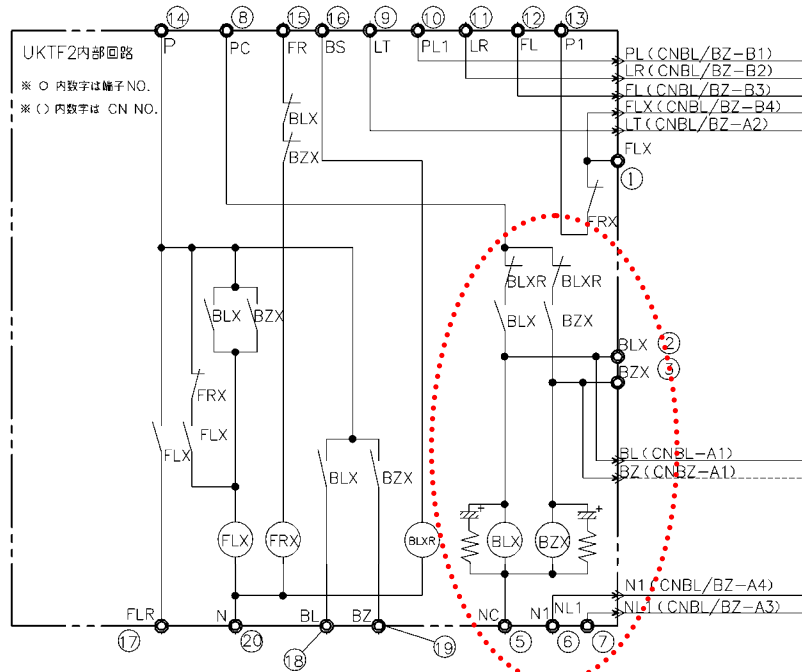 ⑭ ⑧ ⑮ ⑯ ⑨ ⑩ ⑪ ⑫ ⑬
P PC FR BS LT PL1 LR FL P1
UKTF2内部回路
※ ○ 内数字は端子NO.
※ () 内数字は CN NO.
PL(CNBL/BZ-B1)
LR(CNBL/BZ-B2)
FL(CNBL/BZ-B3)
FLX(CNBL/BZ-B4)
LT(CNBL/BZ-A2)
FLX
①
BLX
BZX
FRX
BLXR BLXR
BLX BZX BLX BZX
BLX ②
BZX ③
FRX
FLX FLX
BLX BZX
BL(CNBL-A1)
BZ(CNBZ-A1)
+ +
FLX FRX BLXR BLX BZX
N1(CNBL/BZ-A4)
NL1(CNBL/BZ-A3)
FLR N BL BZ NC N1 NL1
⑰ ⑳ ⑱ ⑲ ⑤ ⑥ ⑦